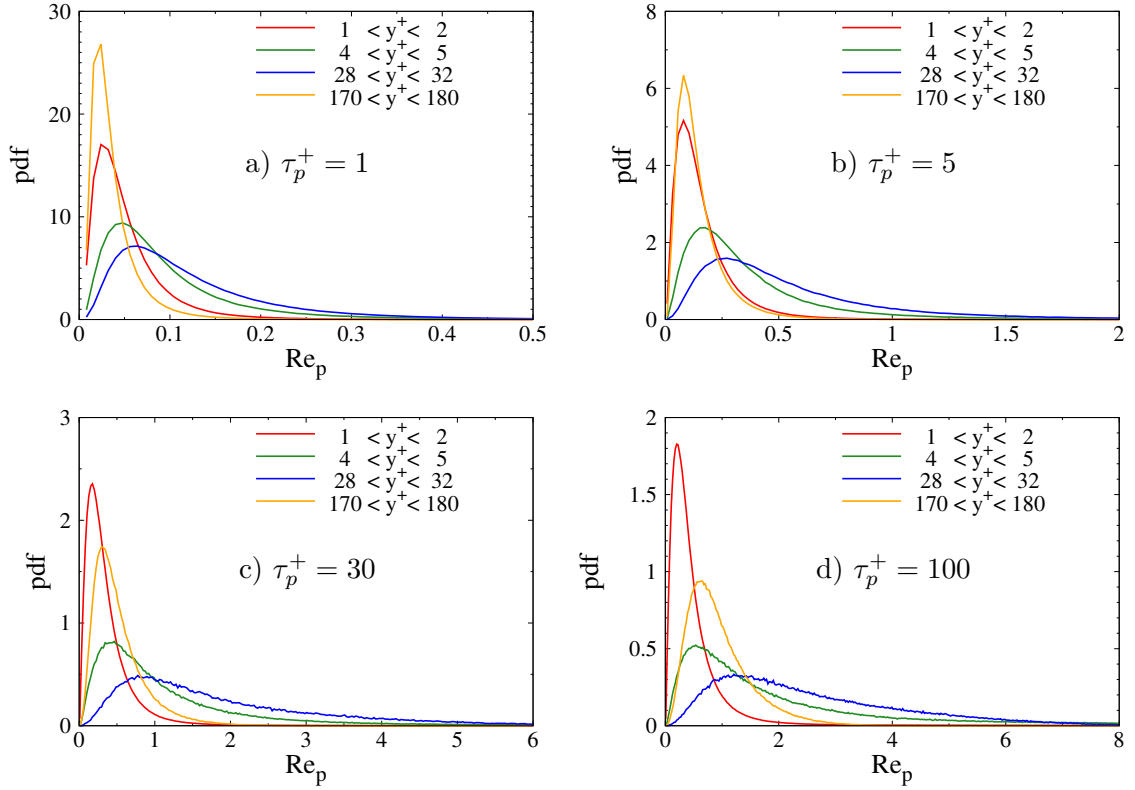 30
20
10
0
pdf
1 < y+ < 2
4 < y+ < 5
28 < y+ < 32
170 < y+ < 180
a) τp+ = 1
0 0.1 0.2 0.3 0.4 0.5
Rep
8
6
4
2
0
pdf
1 < y+ < 2
4 < y+ < 5
28 < y+ < 32
170 < y+ < 180
b) τp+ = 5
0 0.5 1 1.5 2
Rep
3
2
1
0
pdf
1 < y+ < 2
4 < y+ < 5
28 < y+ < 32
170 < y+ < 180
c) τp+ = 30
0 1 2 3 4 5 6
Rep
2
1.5
1
0.5
0
pdf
1 < y+ < 2
4 < y+ < 5
28 < y+ < 32
170 < y+ < 180
d) τp+ = 100
0 2 4 6 8
Rep